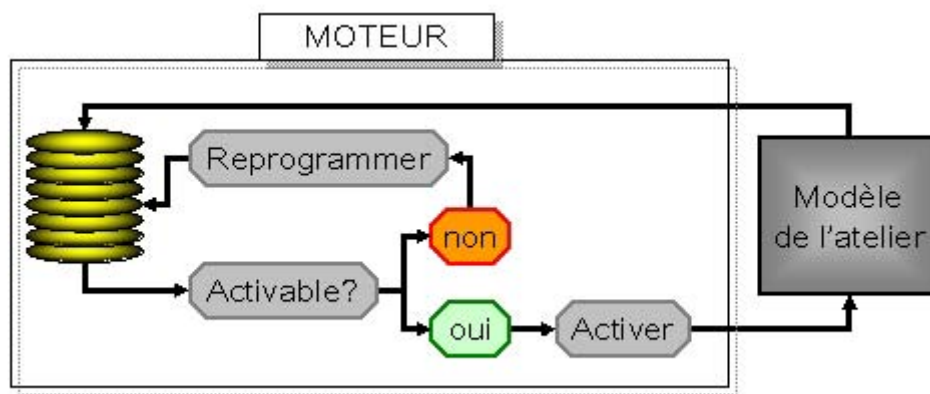 MOTEUR
Reprogrammer
non
Modèle
de l'atelier
Activable?
oui
Activer